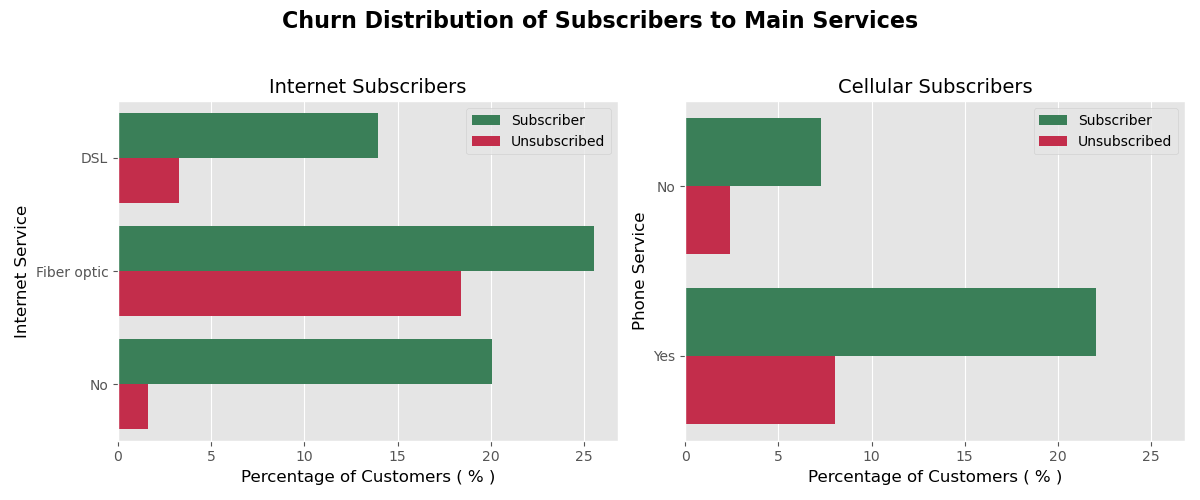 Churn Distribution of Subscribers to Main Services
Internet Subscribers
Subscriber
Unsubscribed
DSL
Fiber optic
No
Internet Service
0 5 10 15 20 25
Percentage of Customers ( % )
Cellular Subscribers
Subscriber
Unsubscribed
No
Yes
Phone Service
0 5 10 15 20 25
Percentage of Customers ( % )